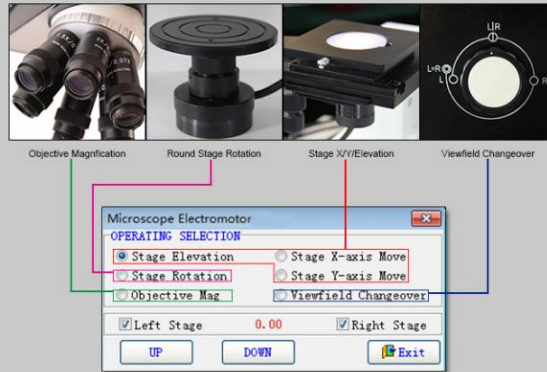 L|R
L=R
L
R
Objective Magnfication
Round Stage Rotation
Stage X/Y/Elevation
Viewfield Changeover
Microscope Electromotor
OPERATING SELECTION
Stage Elevation
Stage X-axis Move
Stage Rotation
Stage Y-axis Move
Objective Mag
Viewfield Changeover
Left Stage
0.00
Right Stage
UP
DOWN
Exit